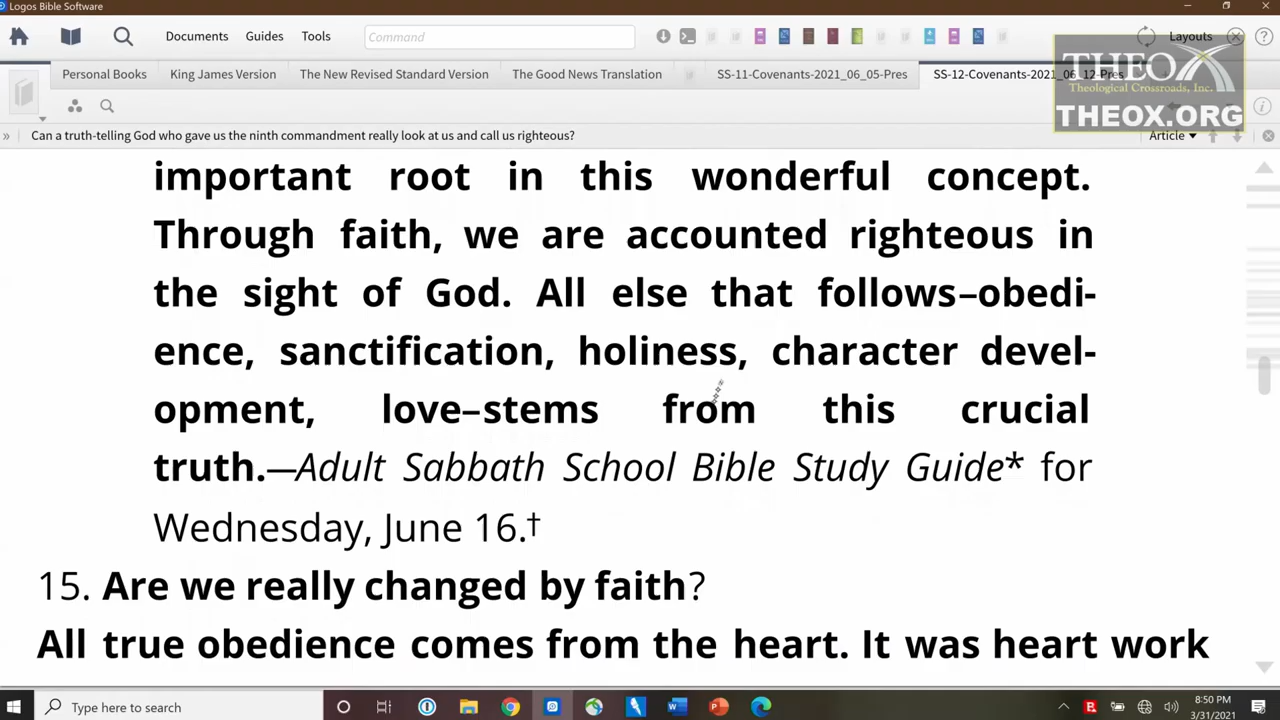 Logos Bible Software
Documents Guides Tools Command Layouts
THEOX
Theological Crossroads, Inc.
THEOX.ORG
Personal Books King James Version The New Revised Standard Version The Good News Translation SS-11-Covenants-2021_06_05-Pres SS-12-Covenants-2021_06_12-Pres
Can a truth-telling God who gave us the ninth commandment really look at us and call us righteous? Article
important root in this wonderful concept.
Through faith, we are accounted righteous in
the sight of God. All else that follows–obedi-
ence, sanctification, holiness, character devel-
opment, love–stems from this crucial
truth.—Adult Sabbath School Bible Study Guide* for
Wednesday, June 16.†
15. Are we really changed by faith?
All true obedience comes from the heart. It was heart work
Type here to search
8:50 PM
3/31/2021